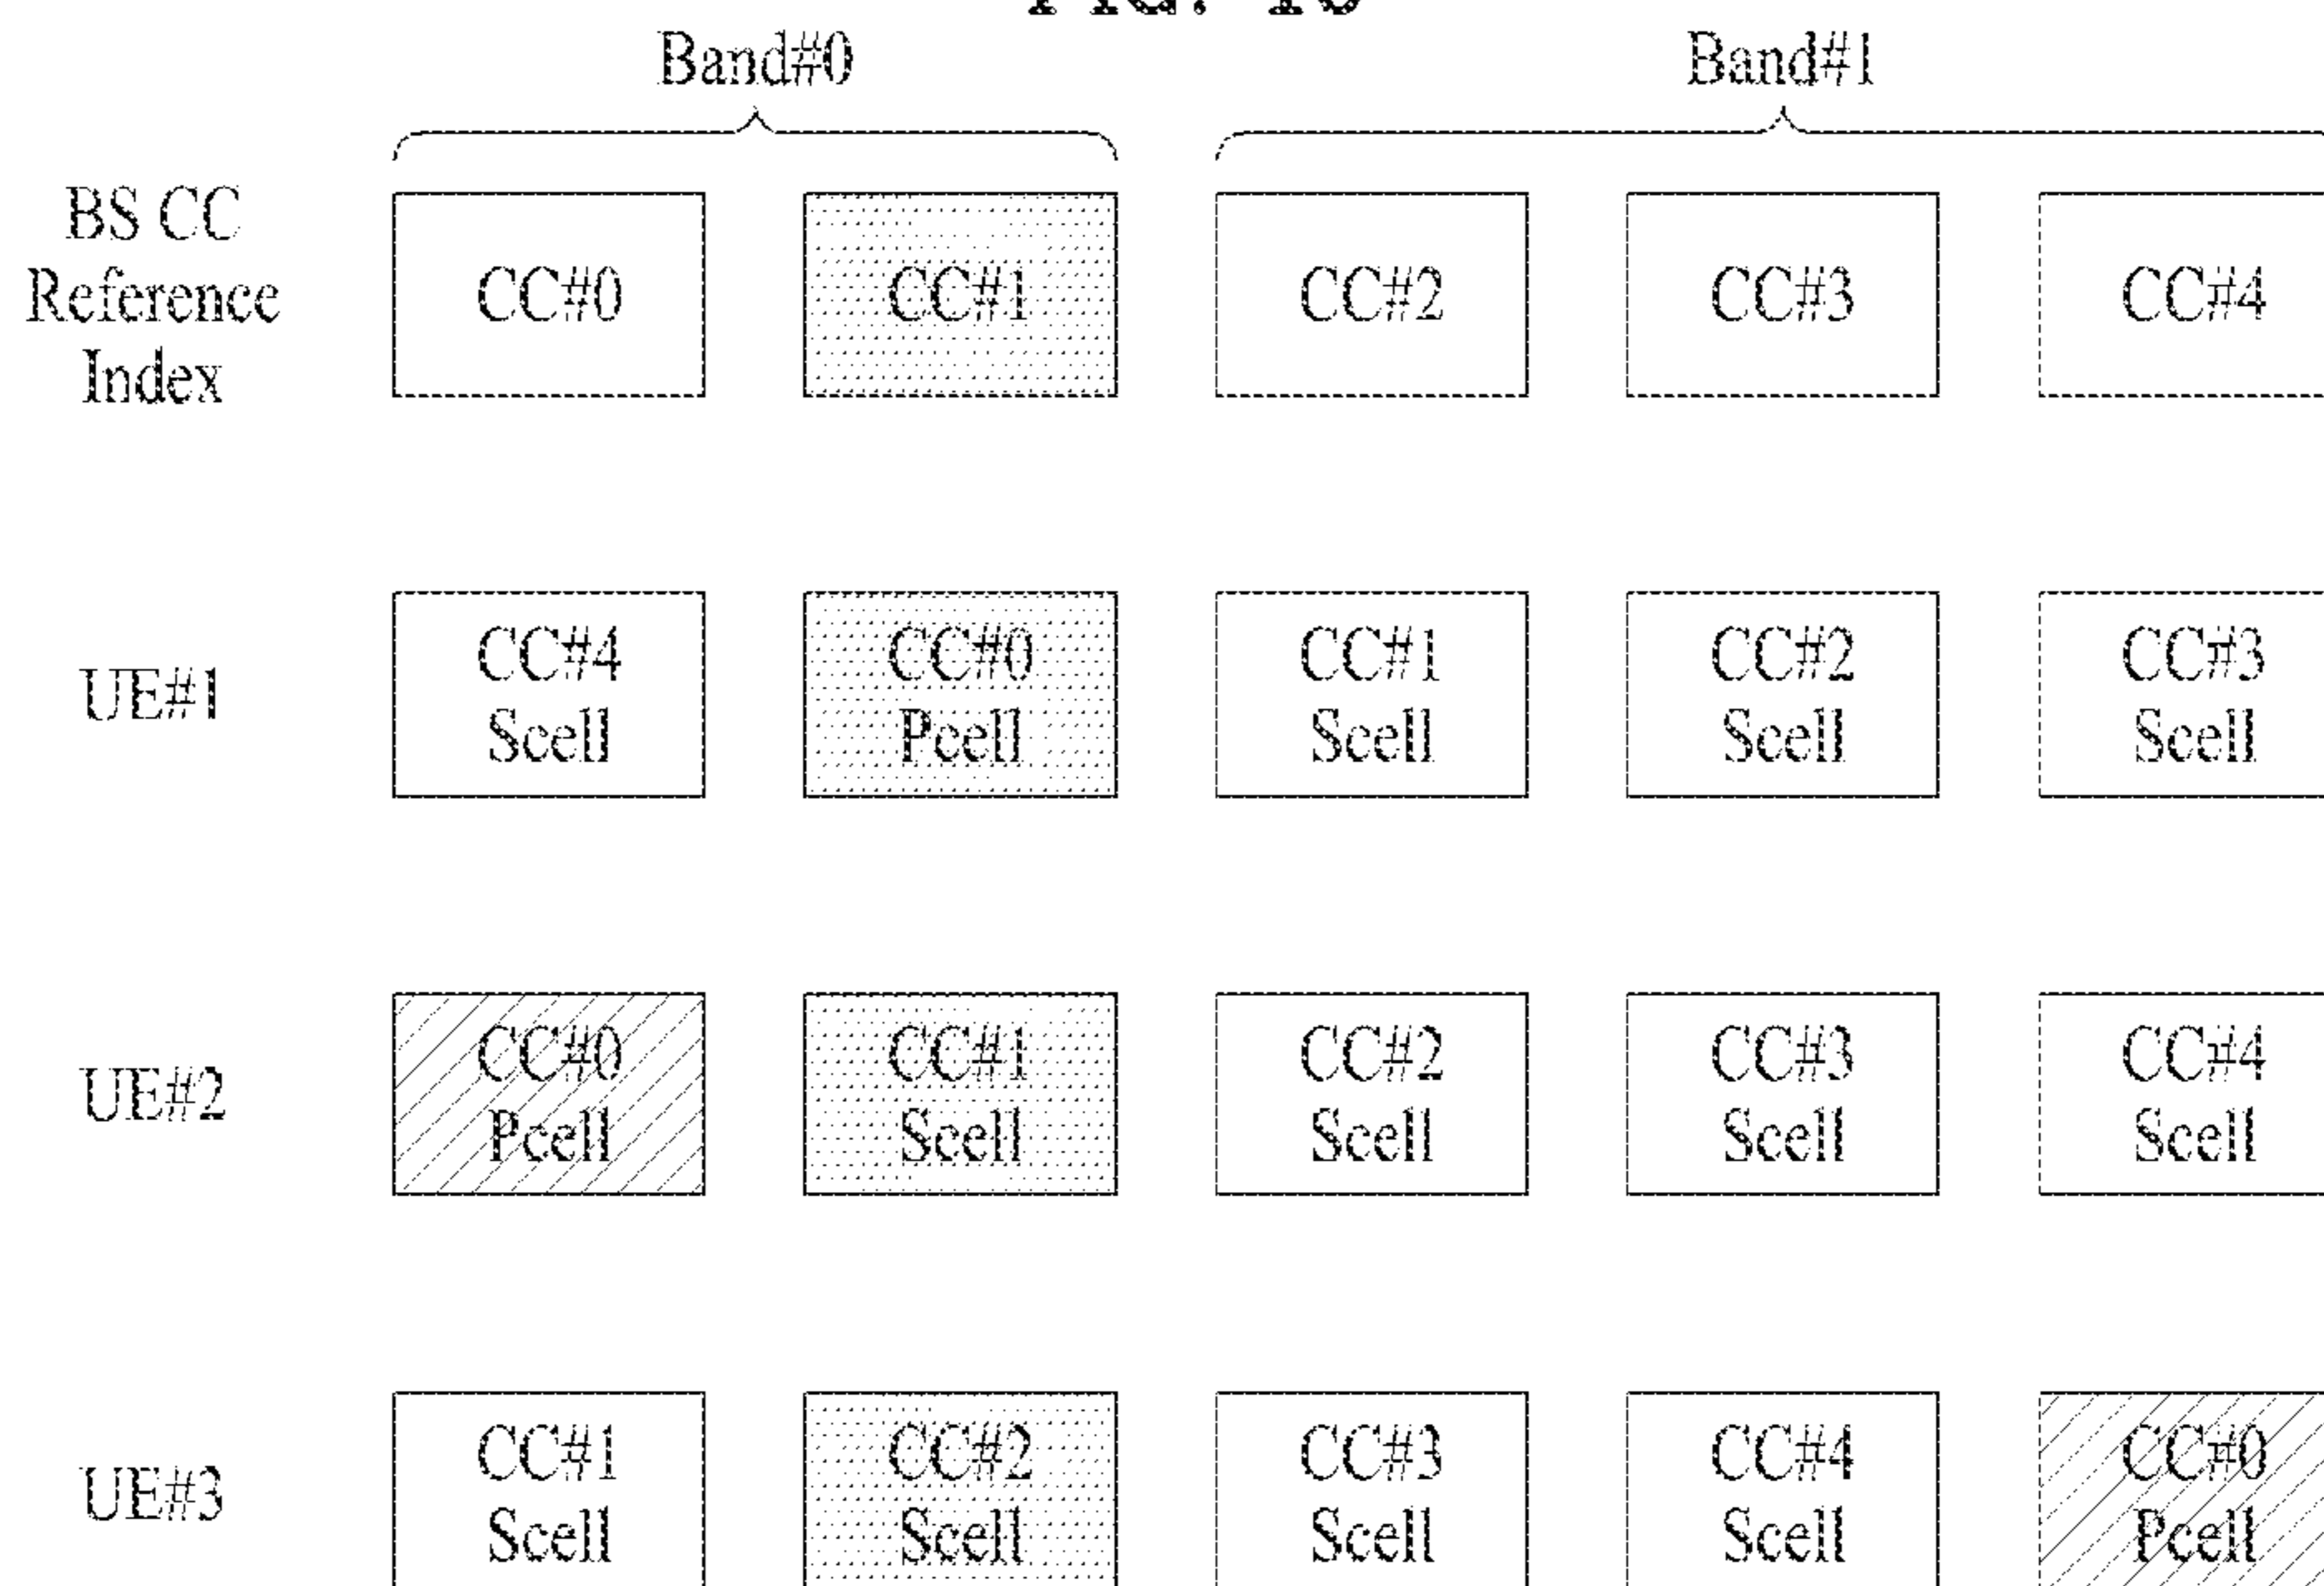 Band#0 Band#1
BS CC
Reference
Index
CC#0 CC#1 CC#2 CC#3 CC#4
UE#1
CC#4 CC#0 CC#1 CC#2 CC#3
Scell Pcell Scell Scell Scell
UE#2
CC#0 CC#1 CC#2 CC#3 CC#4
Pcell Scell Scell Scell Scell
UE#3
CC#1 CC#2 CC#3 CC#4 CC#0
Scell Scell Scell Scell Pcell